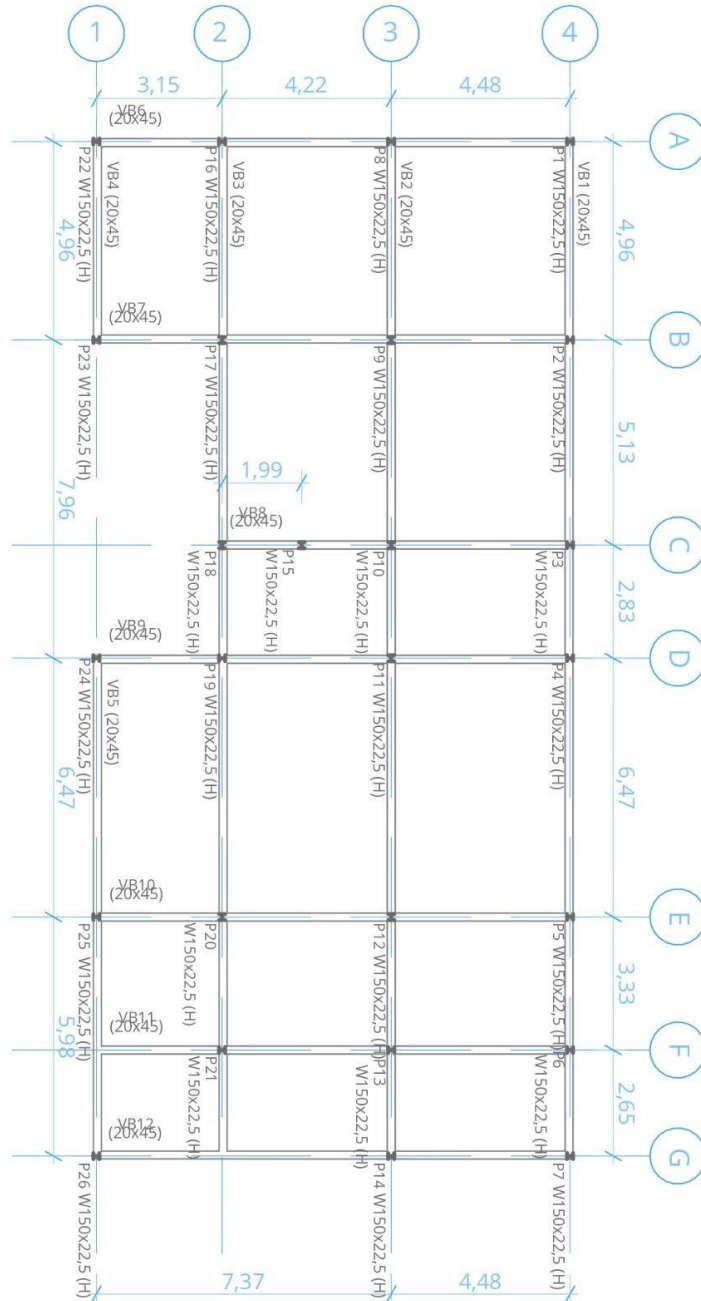 1
2
3
4
3,15
4,22
4,48
VB6
(20x45)
A
P22 W150x22,5 (H)
VB4 (20x45)
P16 W150x22,5 (H)
VB3 (20x45)
P8 W150x22,5 (H)
VB2 (20x45)
P1 W150x22,5 (H)
VB1 (20x45)
4,96
4,96
VB7
(20x45)
B
P23 W150x22,5 (H)
P17 W150x22,5 (H)
P9 W150x22,5 (H)
P2 W150x22,5 (H)
5,13
7,96
1,99
VB8
(20x45)
C
P18
W150x22,5 (H)
P15
W150x22,5 (H)
P10
W150x22,5 (H)
P3
W150x22,5 (H)
2,83
VB9
(20x45)
D
P24 W150x22,5 (H)
VB5 (20x45)
P19 W150x22,5 (H)
P11 W150x22,5 (H)
P4 W150x22,5 (H)
6,47
6,47
VB10
(20x45)
E
P25 W150x22,5 (H)
P20
W150x22,5 (H)
P12 W150x22,5 (H)
P5 W150x22,5 (H)
3,33
5,98
VB11
(20x45)
F
P21
W150x22,5 (H)
P13
W150x22,5 (H)
P6
W150x22,5 (H)
2,65
VB12
(20x45)
G
P26 W150x22,5 (H)
P14 W150x22,5 (H)
P7 W150x22,5 (H)
7,37
4,48